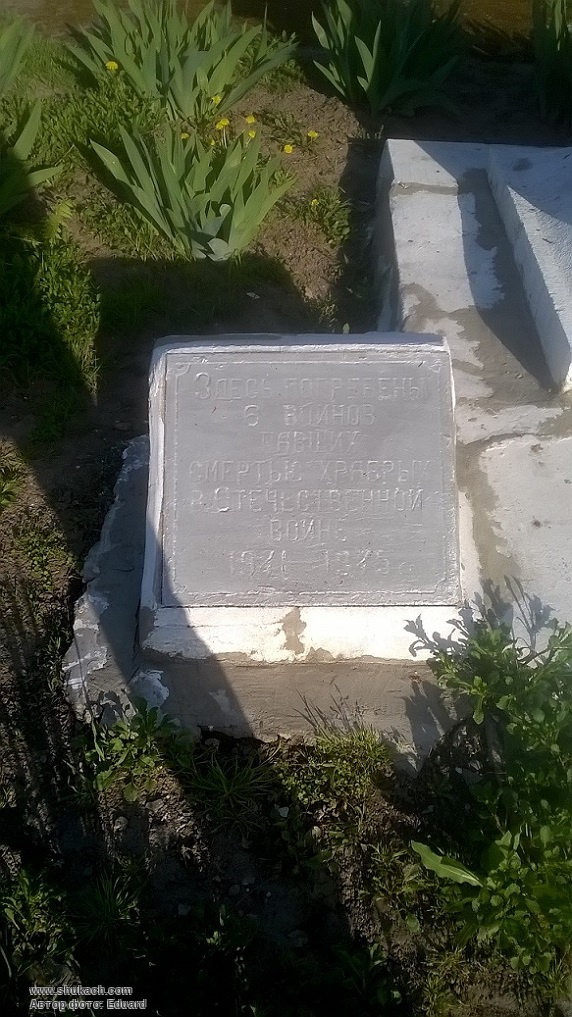 Здесь погребены
6 воинов
павших
смертью храбрых
в Отечественной
войне
1941-1945
www.shukach.com
Автор фото: Eduard